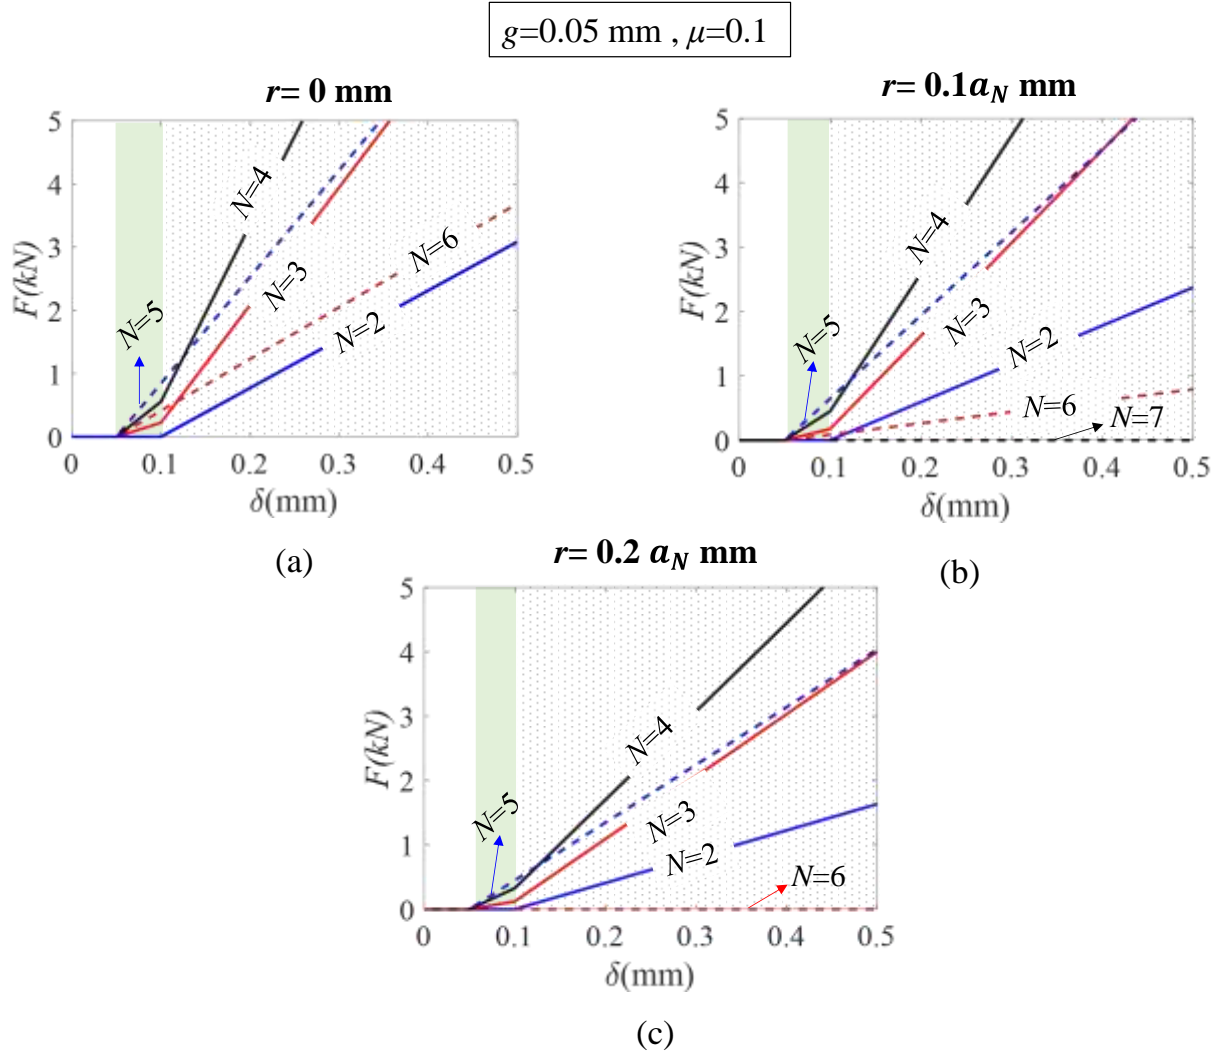 g=0.05 mm , μ=0.1
r= 0 mm
5
4
3
2
1
0
F(kN)
N=4
N=6
N=3
N=5
N=2
0
0.1
0.2
0.3
0.4
0.5
δ(mm)
(a)
r= 0.1a_N mm
5
4
3
2
1
0
F(kN)
N=4
N=5
N=3
N=2
N=6
N=7
0
0.1
0.2
0.3
0.4
0.5
δ(mm)
(b)
r= 0.2 a_N mm
5
4
3
2
1
0
F(kN)
N=4
N=5
N=3
N=2
N=6
0
0.1
0.2
0.3
0.4
0.5
δ(mm)
(c)